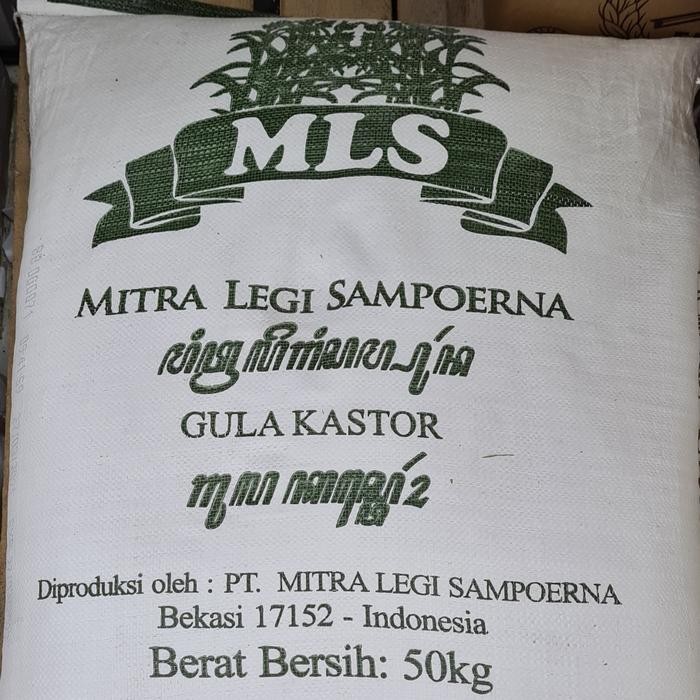 MLS
MITRA LEGI SAMPOERNA
GULA KASTOR
Diproduksi oleh : PT. MITRA LEGI SAMPOERNA
Bekasi 17152 - Indonesia
Berat Bersih: 50kg